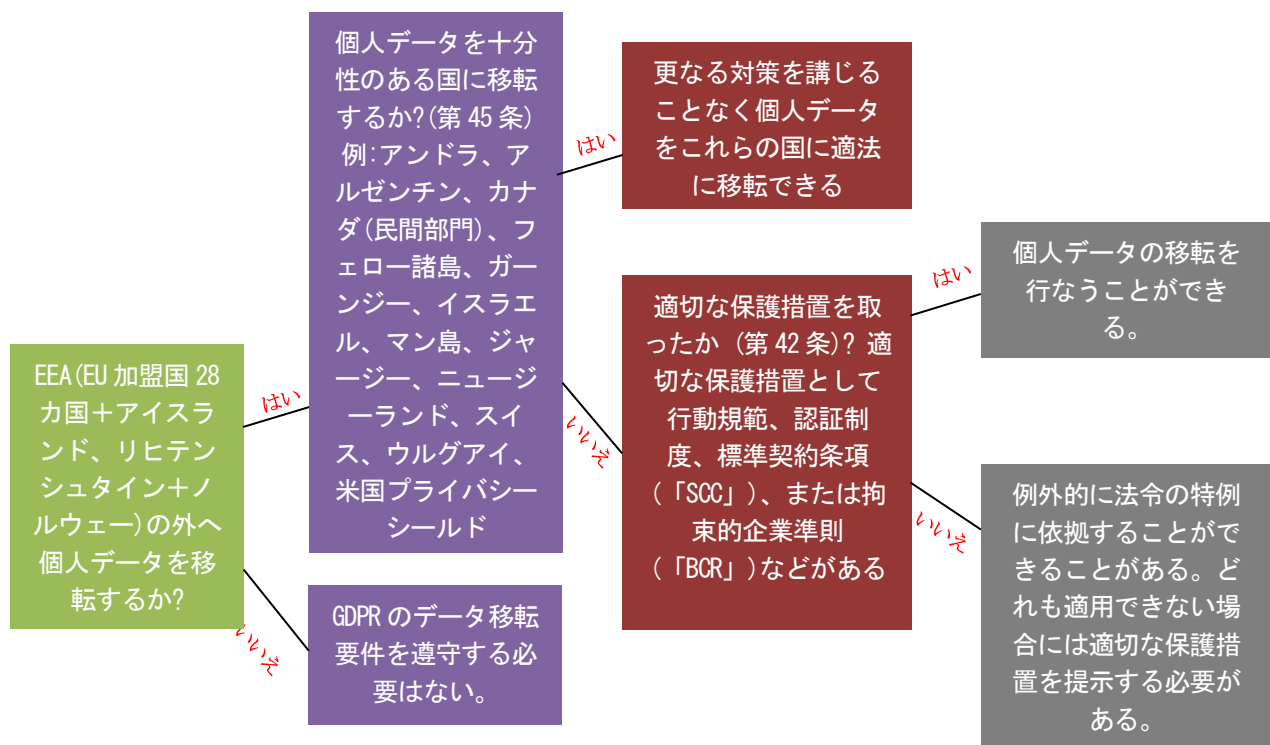 EEA(EU 加盟国 28
カ国＋アイスラ
ンド、リヒテン
シュタイン＋ノ
ルウェー)の外へ
個人データを移
転するか?
はい
いいえ
個人データを十分
性のある国に移転
するか?(第 45 条)
例:アンドラ、ア
ルゼンチン、カナ
ダ(民間部門)、フ
ェロー諸島、ガー
ンジー、イスラエ
ル、マン島、ジャ
ージー、ニュージ
ーランド、スイ
ス、ウルグアイ、
米国プライバシー
シールド
GDPR のデータ移転
要件を遵守する必
要はない。
はい
いいえ
更なる対策を講じる
ことなく個人データ
をこれらの国に適法
に移転できる
適切な保護措置を取
ったか (第 42 条)? 適
切な保護措置として
行動規範、認証制
度、標準契約条項
(「SCC」)、または拘
束的企業準則
(「BCR」)などがある
はい
いいえ
個人データの移転を
行なうことができ
る。
例外的に法令の特例
に依拠することがで
きることがある。ど
れも適用できない場
合には適切な保護措
置を提示する必要が
ある。